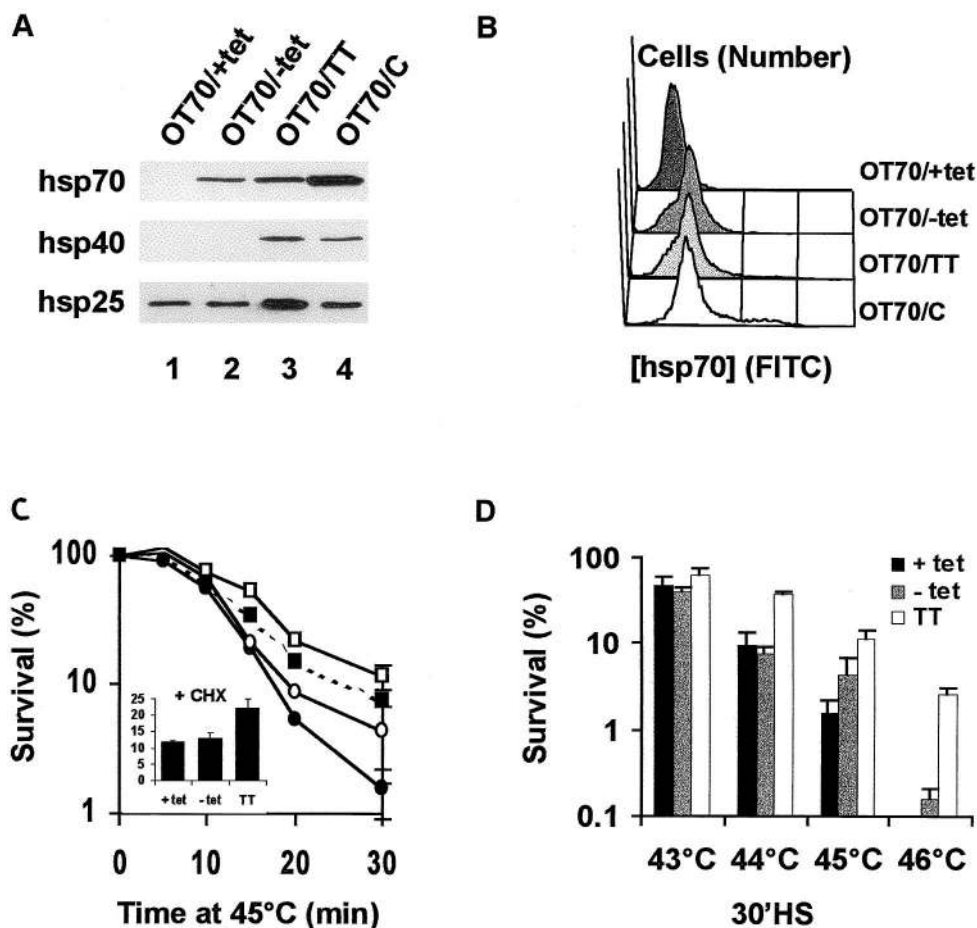 A
OT70/+tet
OT70/-tet
OT70/TT
OT70/C
hsp70
hsp40
hsp25
1 2 3 4
B
Cells (Number)
OT70/+tet
OT70/-tet
OT70/TT
OT70/C
[hsp70] (FITC)
C
Survival (%)
100
10
1
+ CHX
25
20
15
10
5
0
+tet -tet TT
0 10 20 30
Time at 45°C (min)
D
Survival (%)
100
10
1
0.1
+ tet
- tet
TT
43°C 44°C 45°C 46°C
30'HS